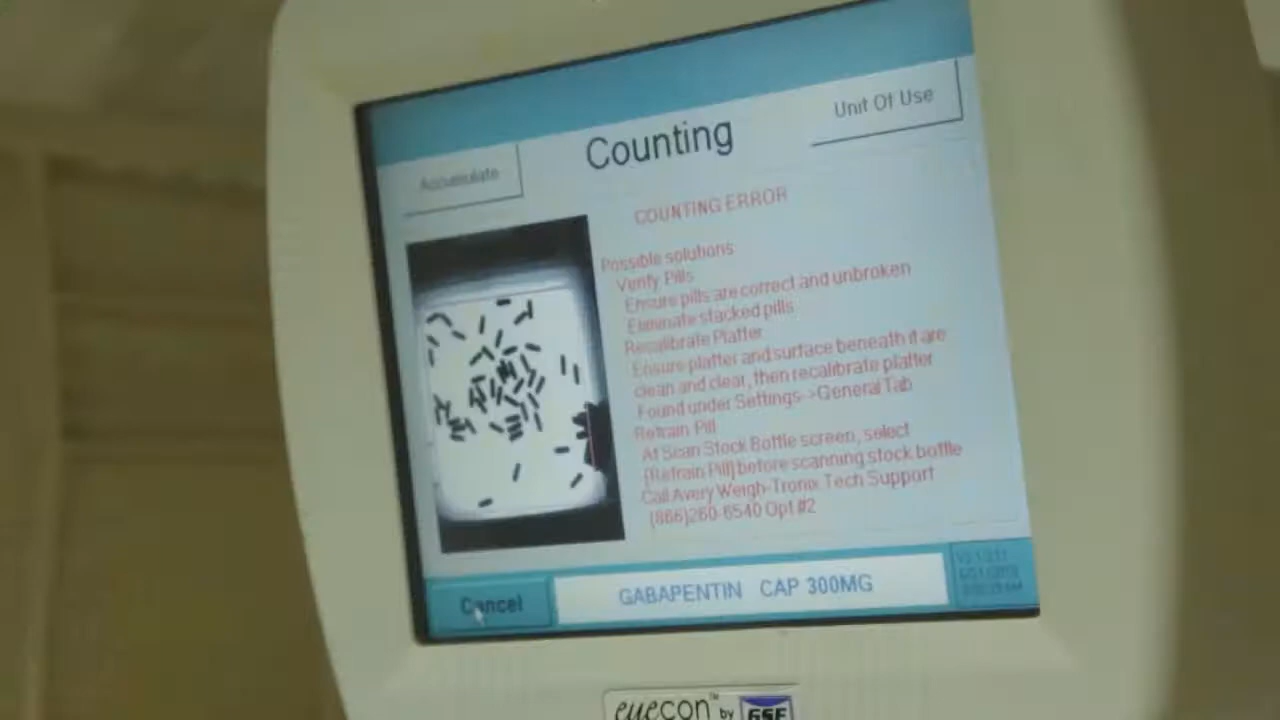 Unit Of Use
Counting
Accumulate
COUNTING ERROR
Possible solutions
Verify Pills
Ensure pills are correct and unbroken
Eliminate stacked pills
Recalibrate Platter
Ensure platter and surface beneath it are
clean and clear, then recalibrate platter
Found under Settings->General Tab
Retrain Pill
At Scan Stock Bottle screen, select
[Retrain Pill] before scanning stock bottle
Call Avery Weigh-Tronix Tech Support
(866)260-6540 Opt #2
Cancel
GABAPENTIN CAP 300MG
eyecon™ by GSE